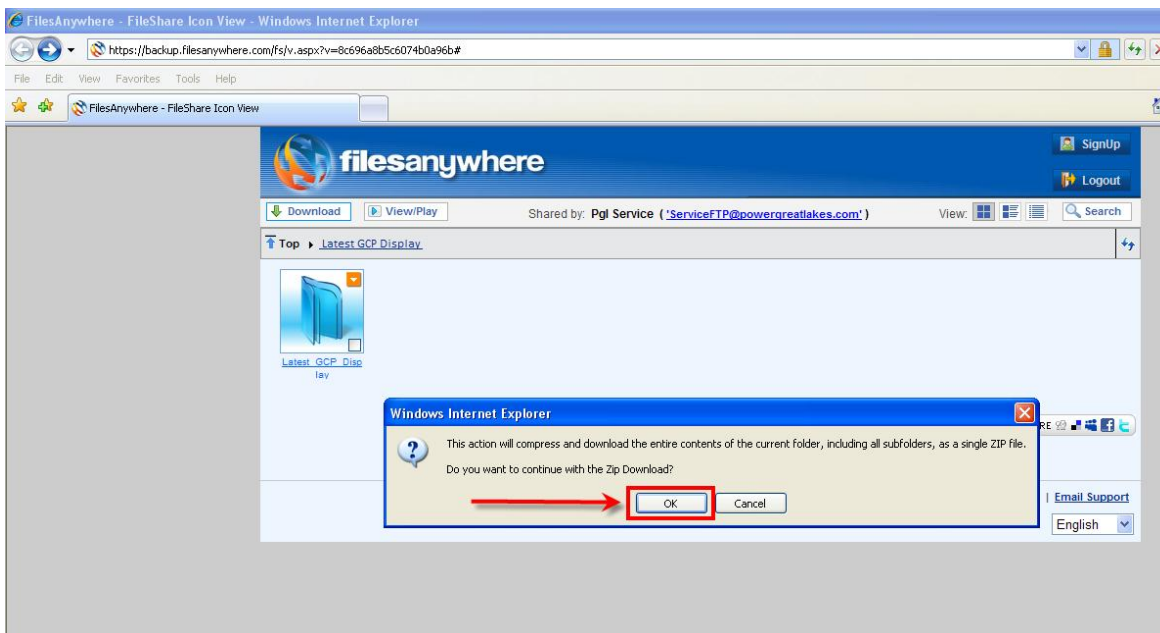 FilesAnywhere - FileShare Icon View - Windows Internet Explorer
https://backup.filesanywhere.com/fs/v.aspx?v=8c696a8b5c6074b0a96b#
File Edit View Favorites Tools Help
FilesAnywhere - FileShare Icon View
filesanywhere
SignUp
Logout
Download View/Play Shared by: Pgl Service ('ServiceFTP@powergreatlakes.com') View: Search
Top Latest GCP Display
Latest GCP Disp
lay
Windows Internet Explorer
RE
This action will compress and download the entire contents of the current folder, including all subfolders, as a single ZIP file.
Do you want to continue with the Zip Download?
OK Cancel
| Email Support
English